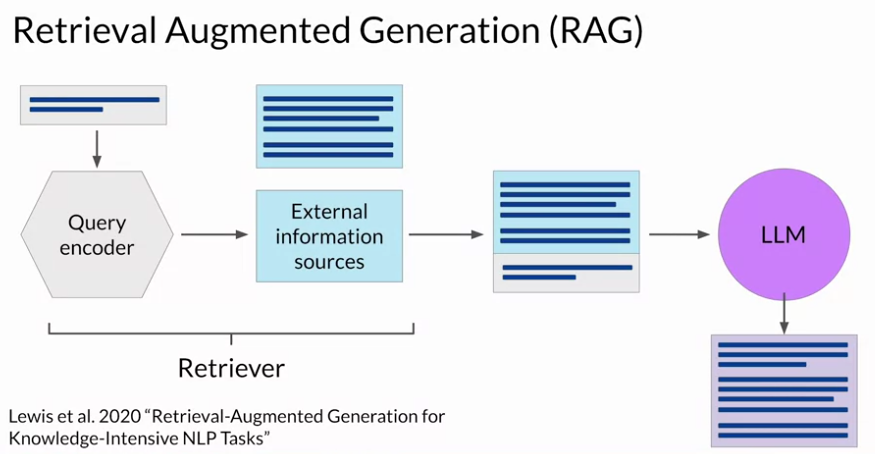 Retrieval Augmented Generation (RAG)
Query
encoder
External
information
sources
LLM
Retriever
Lewis et al. 2020 “Retrieval-Augmented Generation for
Knowledge-Intensive NLP Tasks”